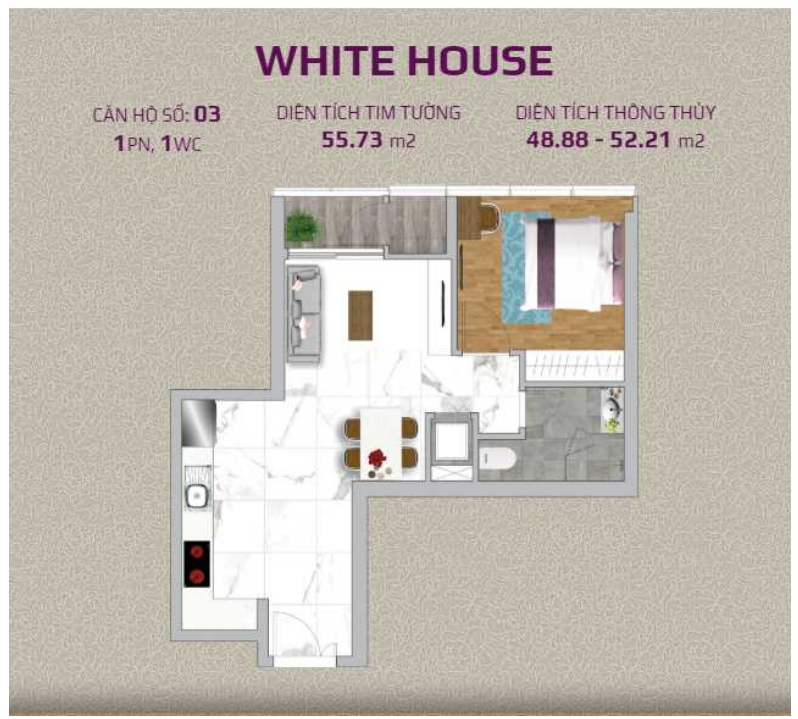 WHITE HOUSE
CĂN HỘ SỐ: 03
1PN, 1WC
DIỆN TÍCH TIM TƯỜNG
55.73 m2
DIỆN TÍCH THÔNG THỦY
48.88 - 52.21 m2